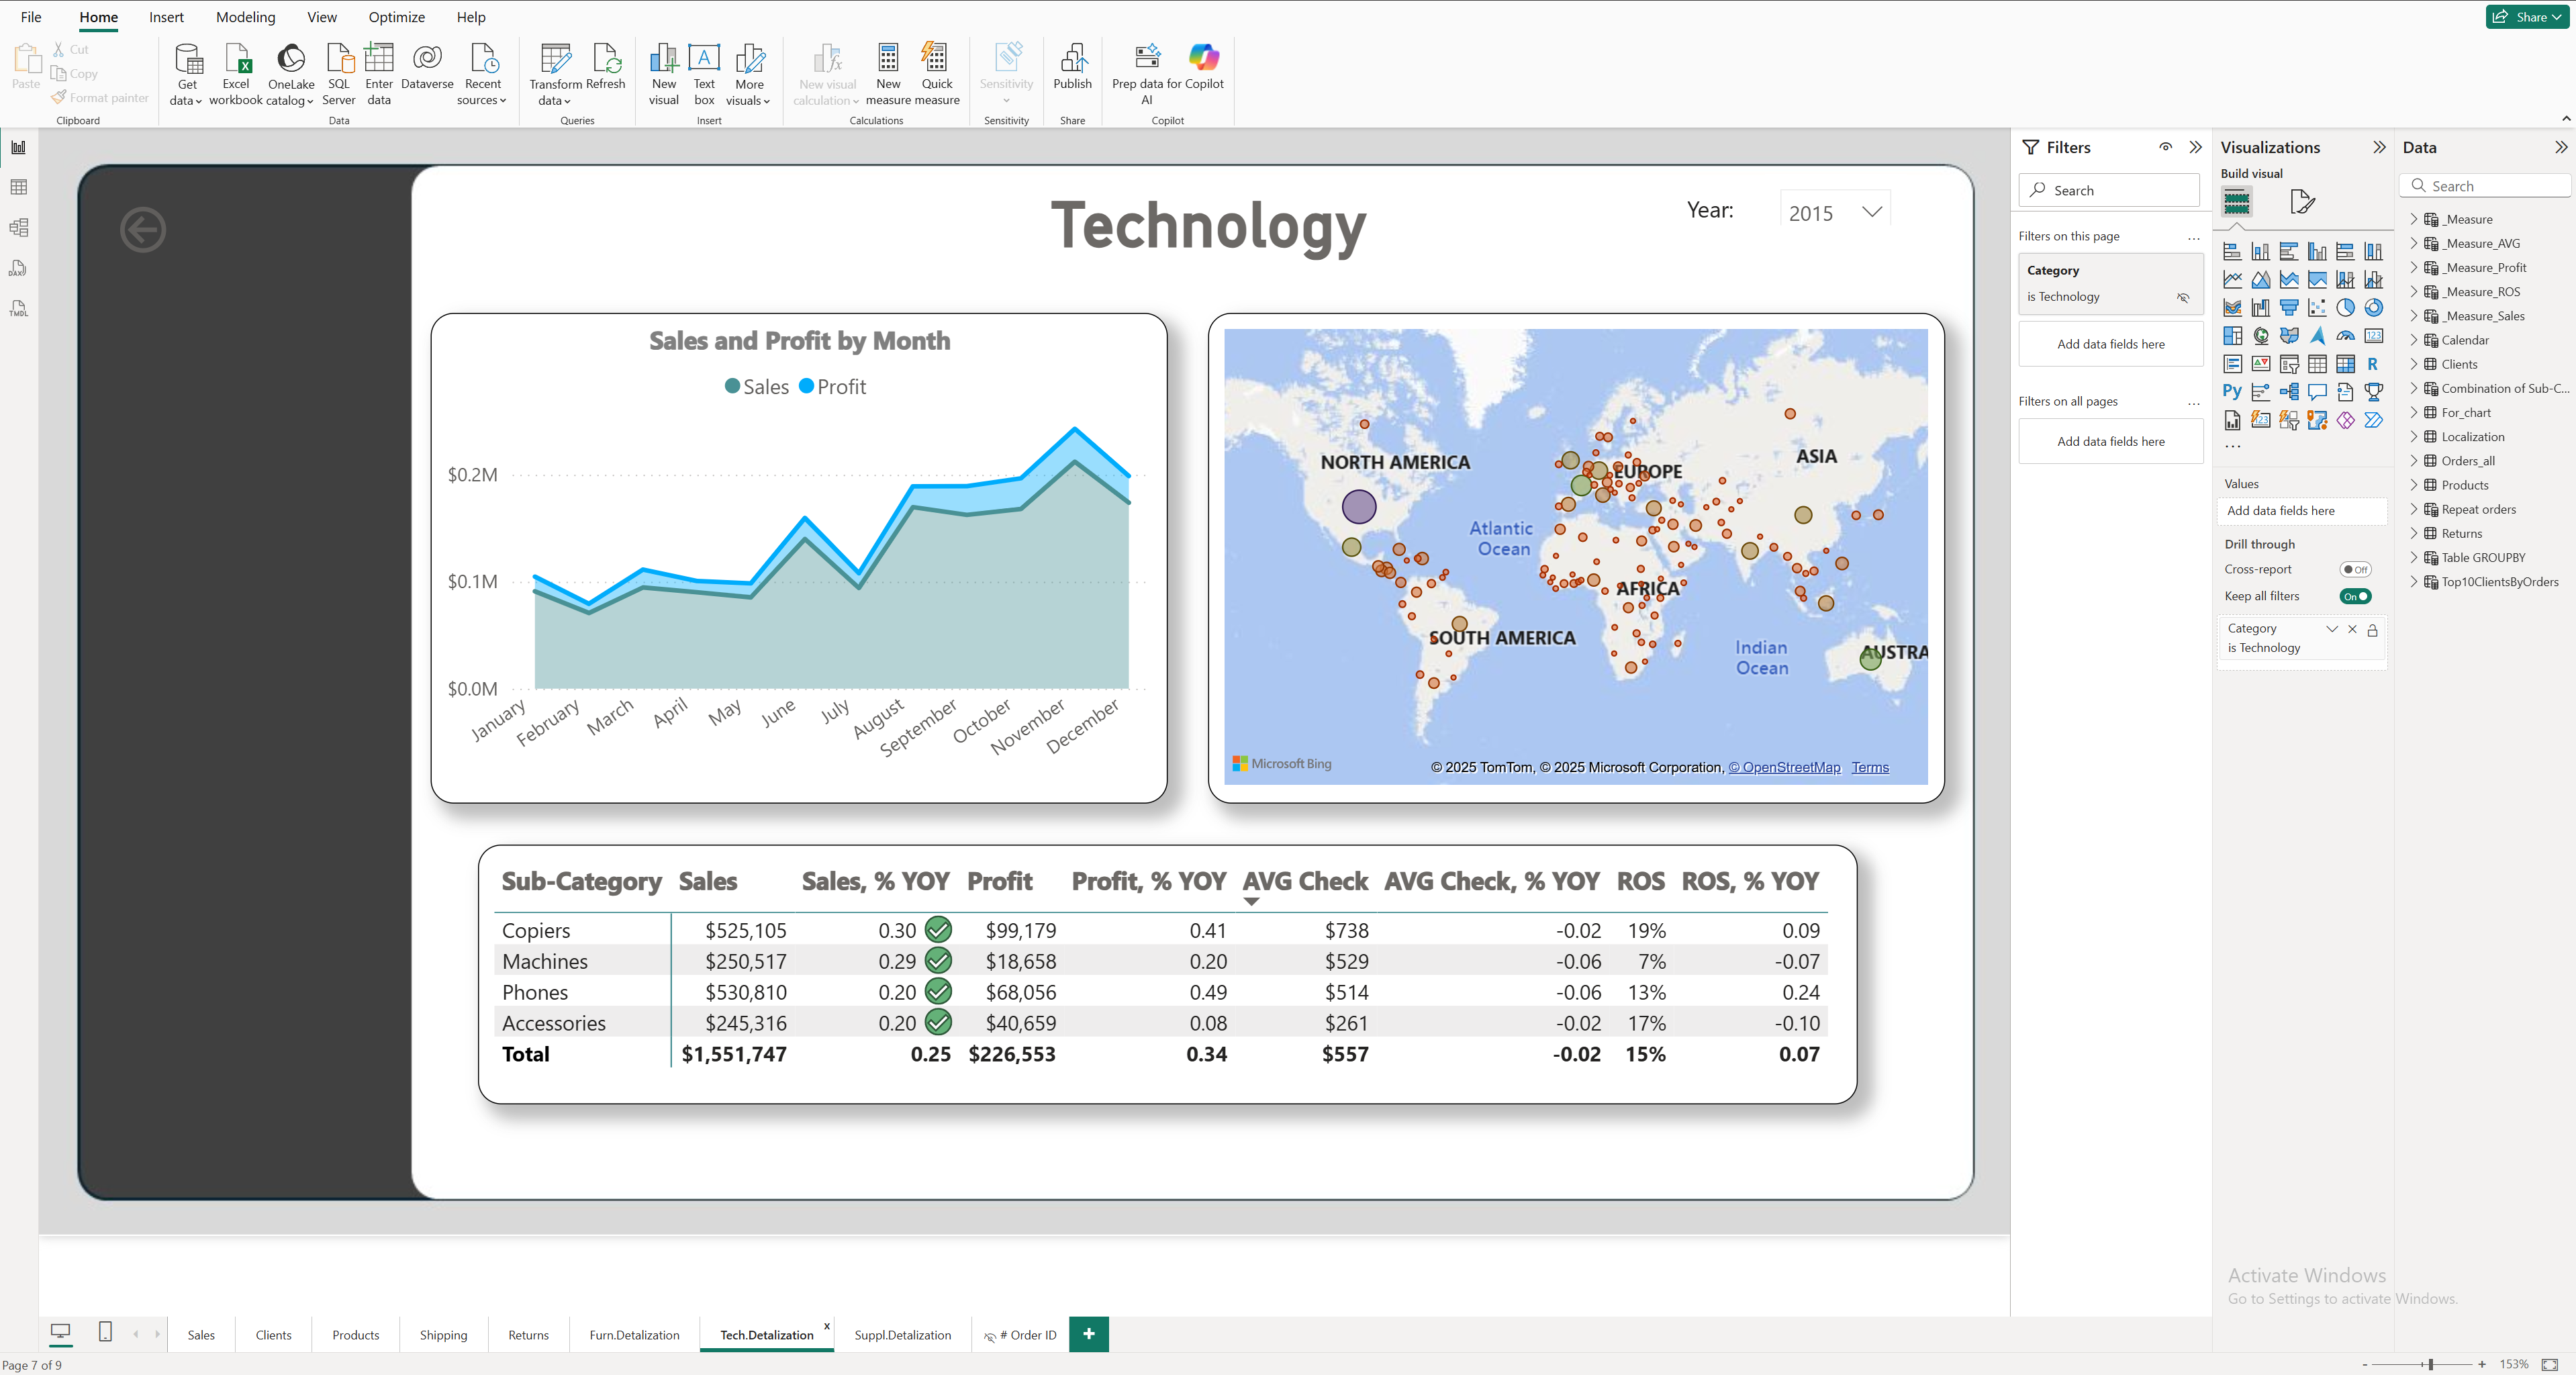 File Home Insert Modeling View Optimize Help
Share
Paste
Cut
Copy
Format painter
Clipboard
Get data
Excel workbook
OneLake catalog
SQL Server
Enter data
Dataverse
Recent sources
Data
Transform data
Refresh
Queries
New visual
Text box
More visuals
Insert
New visual calculation
New measure
Quick measure
Calculations
Sensitivity
Sensitivity
Publish
Share
Prep data for AI
Copilot
Copilot
DAX
TMDL
Technology
Year: 2015
Sales and Profit by Month
Sales Profit
$0.2M
$0.1M
$0.0M
January February March April May June July August September October November December
NORTH AMERICA
EUROPE
ASIA
Atlantic
Ocean
AFRICA
SOUTH AMERICA
Indian
Ocean
AUSTRA
Microsoft Bing
© 2025 TomTom, © 2025 Microsoft Corporation, © OpenStreetMap Terms
Sub-Category Sales Sales, % YOY Profit Profit, % YOY AVG Check AVG Check, % YOY ROS ROS, % YOY
Copiers $525,105 0.30 $99,179 0.41 $738 -0.02 19% 0.09
Machines $250,517 0.29 $18,658 0.20 $529 -0.06 7% -0.07
Phones $530,810 0.20 $68,056 0.49 $514 -0.06 13% 0.24
Accessories $245,316 0.20 $40,659 0.08 $261 -0.02 17% -0.10
Total $1,551,747 0.25 $226,553 0.34 $557 -0.02 15% 0.07
Filters
Search
Filters on this page ...
Category
is Technology
Add data fields here
Filters on all pages ...
Add data fields here
Visualizations
Build visual
123
R
Py
123
...
Values
Add data fields here
Drill through
Cross-report Off
Keep all filters On
Category
is Technology
Data
Search
_Measure
_Measure_AVG
_Measure_Profit
_Measure_ROS
_Measure_Sales
Calendar
Clients
Combination of Sub-C...
For_chart
Localization
Orders_all
Products
Repeat orders
Returns
Table GROUPBY
Top10ClientsByOrders
Activate Windows
Go to Settings to activate Windows.
Sales Clients Products Shipping Returns Furn.Detalization Tech.Detalization x Suppl.Detalization # Order ID +
Page 7 of 9
- + 153%